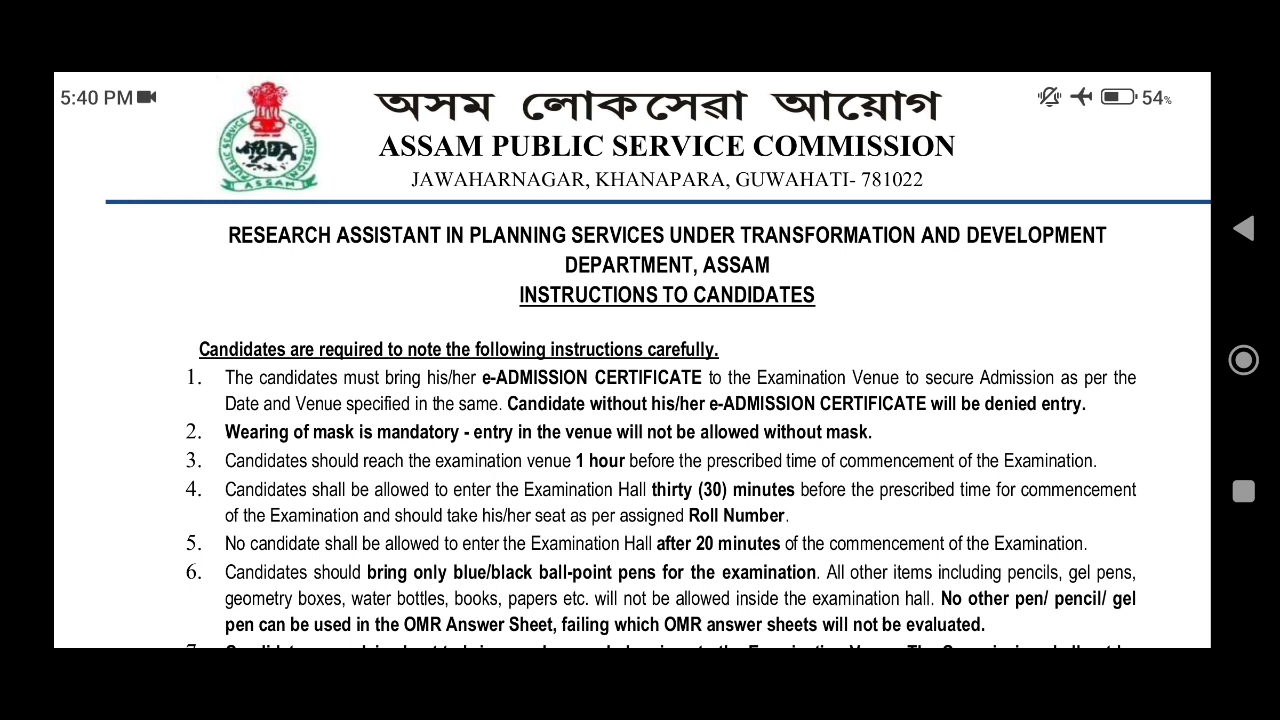 5:40 PM
54%
PUBLIC SERVICE COMMISSION
ASSAM
অসম লোকসেৱা আয়োগ
ASSAM PUBLIC SERVICE COMMISSION
JAWAHARNAGAR, KHANAPARA, GUWAHATI- 781022
RESEARCH ASSISTANT IN PLANNING SERVICES UNDER TRANSFORMATION AND DEVELOPMENT
DEPARTMENT, ASSAM
INSTRUCTIONS TO CANDIDATES
Candidates are required to note the following instructions carefully.
1. The candidates must bring his/her e-ADMISSION CERTIFICATE to the Examination Venue to secure Admission as per the
Date and Venue specified in the same. Candidate without his/her e-ADMISSION CERTIFICATE will be denied entry.
2. Wearing of mask is mandatory - entry in the venue will not be allowed without mask.
3. Candidates should reach the examination venue 1 hour before the prescribed time of commencement of the Examination.
4. Candidates shall be allowed to enter the Examination Hall thirty (30) minutes before the prescribed time for commencement
of the Examination and should take his/her seat as per assigned Roll Number.
5. No candidate shall be allowed to enter the Examination Hall after 20 minutes of the commencement of the Examination.
6. Candidates should bring only blue/black ball-point pens for the examination. All other items including pencils, gel pens,
geometry boxes, water bottles, books, papers etc. will not be allowed inside the examination hall. No other pen/ pencil/ gel
pen can be used in the OMR Answer Sheet, failing which OMR answer sheets will not be evaluated.